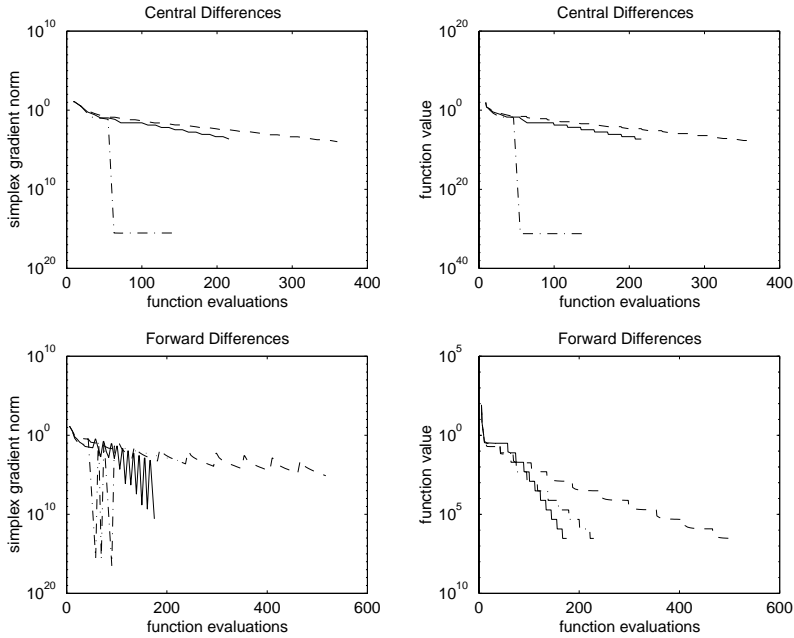 Central Differences
10^10
10^0
10^10
10^20
simplex gradient norm
0 100 200 300 400
function evaluations
Central Differences
10^20
10^0
10^20
10^40
function value
0 100 200 300 400
function evaluations
Forward Differences
10^10
10^0
10^10
10^20
simplex gradient norm
0 200 400 600
function evaluations
Forward Differences
10^5
10^0
10^5
10^10
function value
0 200 400 600
function evaluations